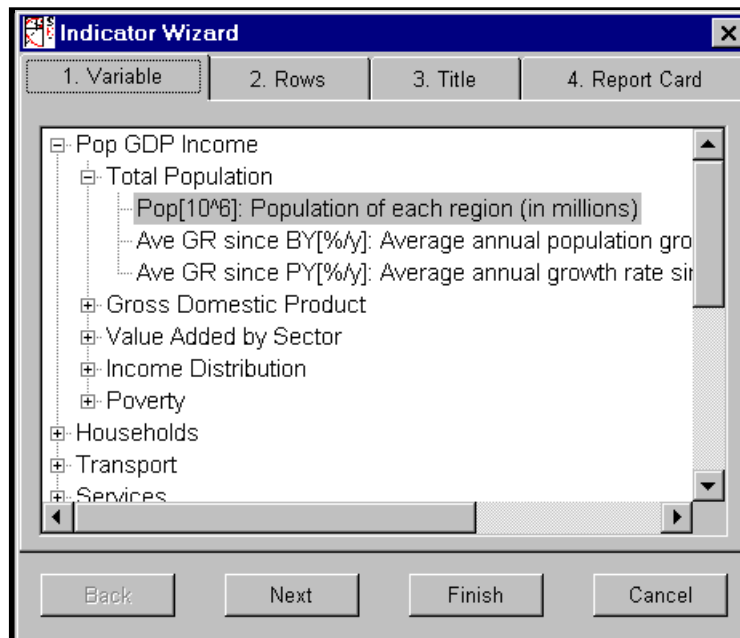 Indicator Wizard
1. Variable
2. Rows
3. Title
4. Report Card
Pop GDP Income
Total Population
Pop[10^6]: Population of each region (in millions)
Ave GR since BY[%/y]: Average annual population gro
Ave GR since PY[%/y]: Average annual growth rate sin
Gross Domestic Product
Value Added by Sector
Income Distribution
Poverty
Households
Transport
Services
Back
Next
Finish
Cancel